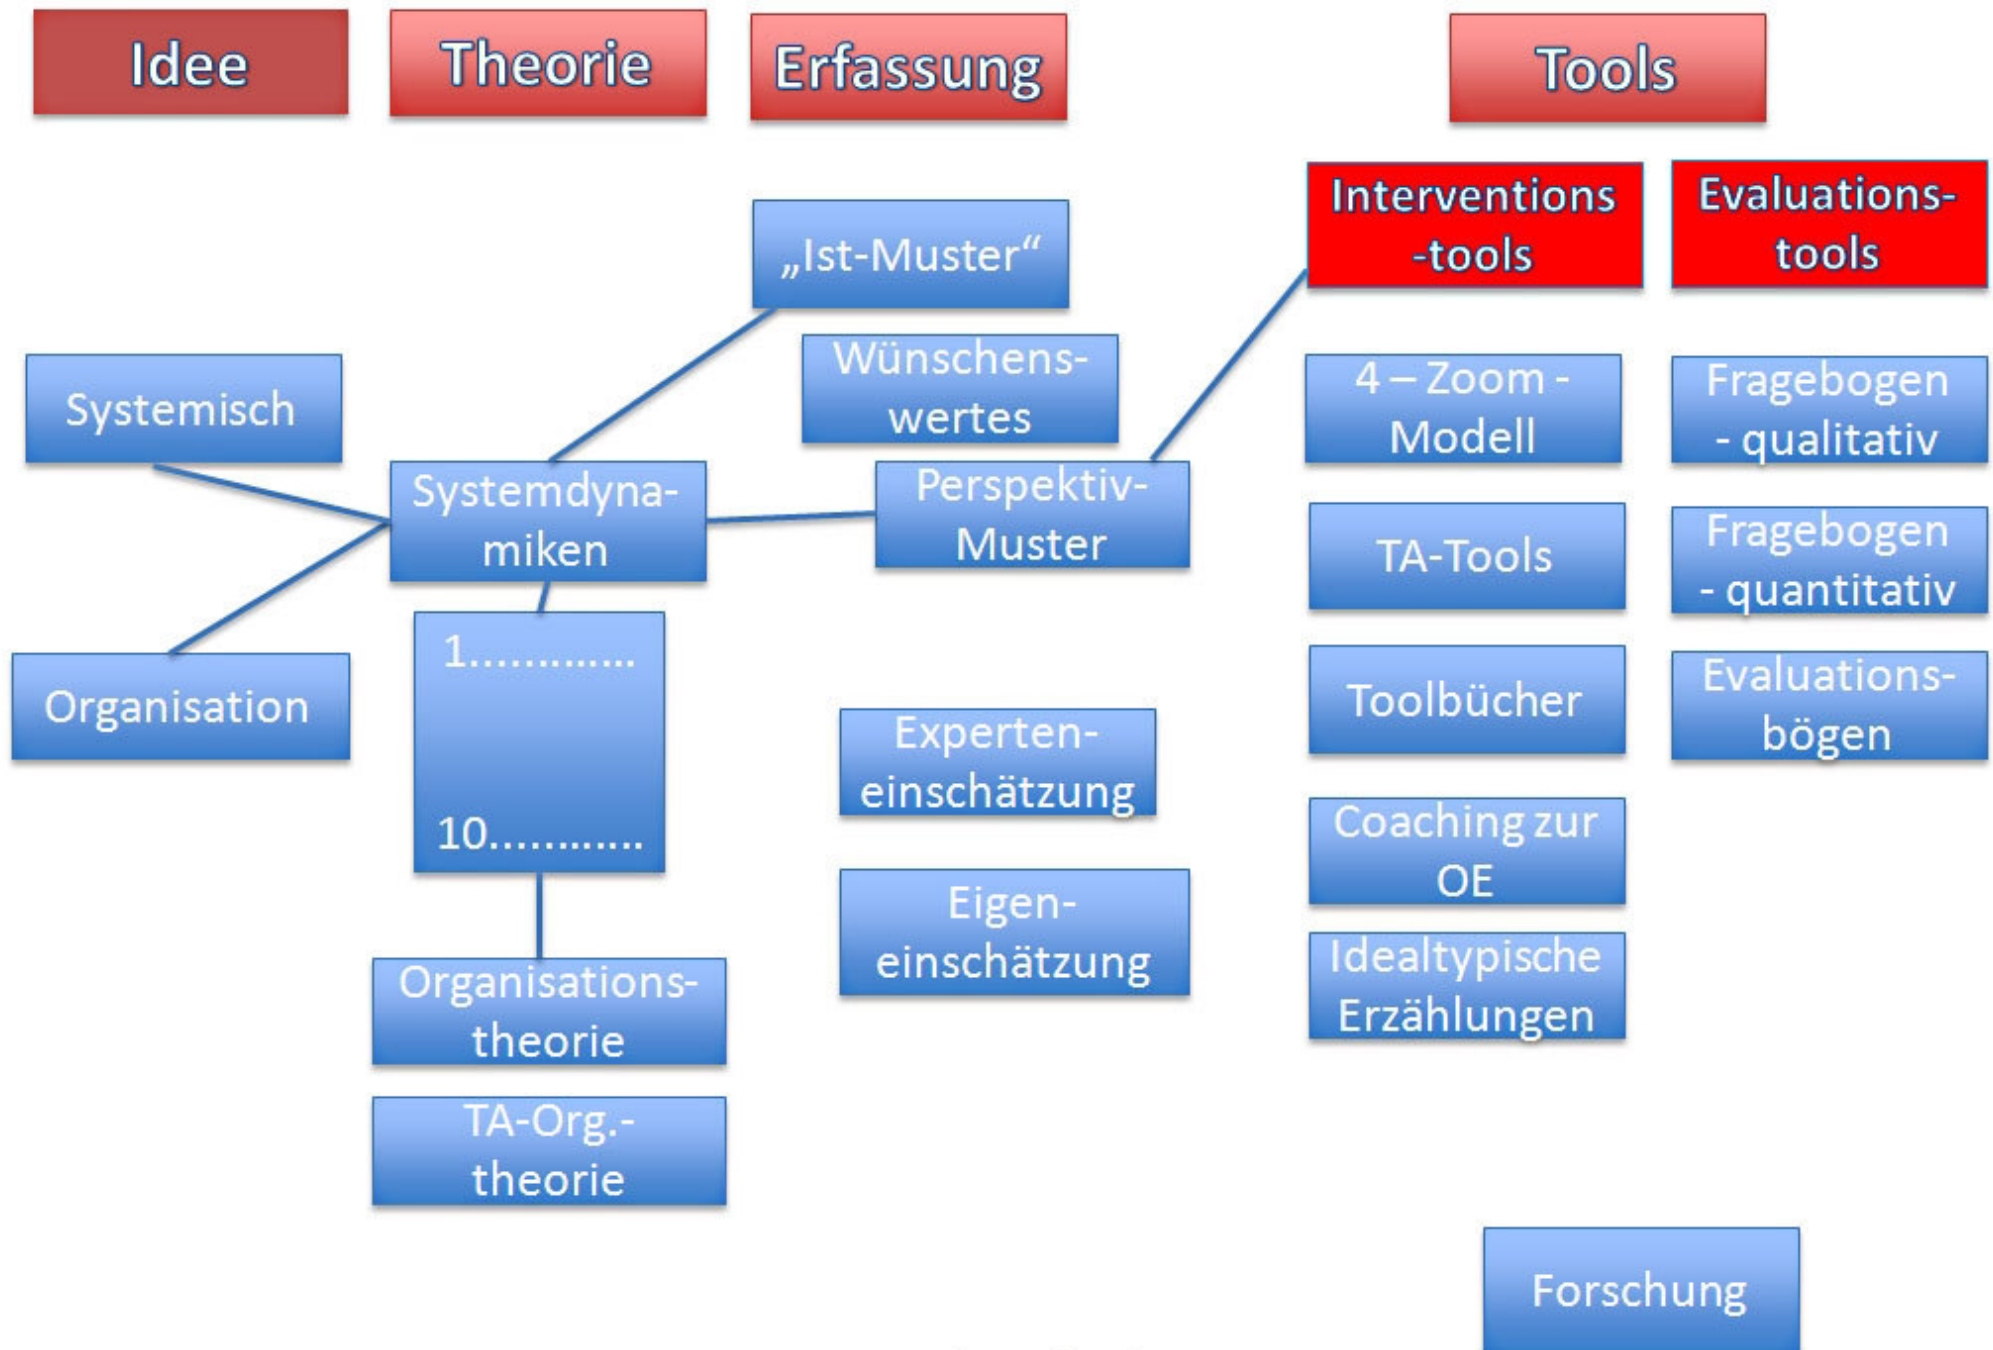 Idee
Theorie
Erfassung
Tools
Interventions
-tools
Evaluations-
tools
„Ist-Muster“
Wünschens-
wertes
Systemisch
Systemdyna-
miken
Perspektiv-
Muster
Organisation
1.............
10............
Organisations-
theorie
TA-Org.-
theorie
Experten-
einschätzung
Eigen-
einschätzung
4 – Zoom -
Modell
TA-Tools
Toolbücher
Coaching zur
OE
Idealtypische
Erzählungen
Fragebogen
- qualitativ
Fragebogen
- quantitativ
Evaluations-
bögen
Forschung